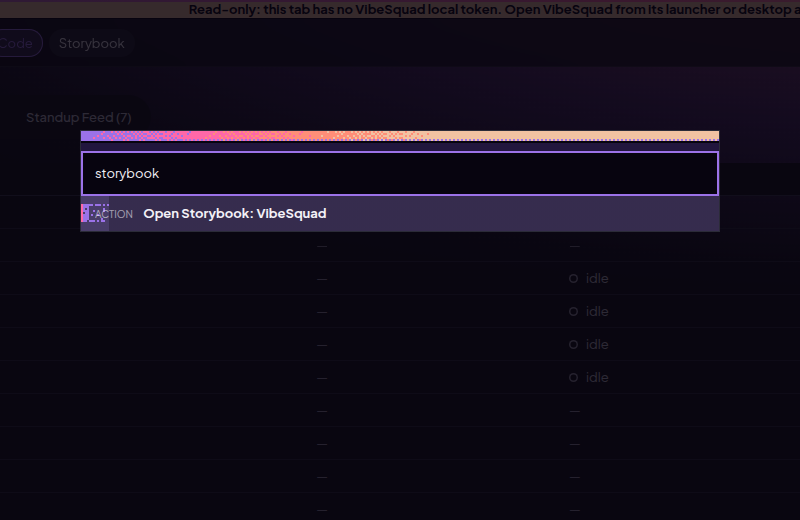 Read-only: this tab has no VibeSquad local token. Open VibeSquad from its launcher or desktop a
Code
Storybook
Standup Feed (7)
storybook
ACTION Open Storybook: VibeSquad
— —
— idle
— idle
— idle
— idle
— —
— —
— —
— —